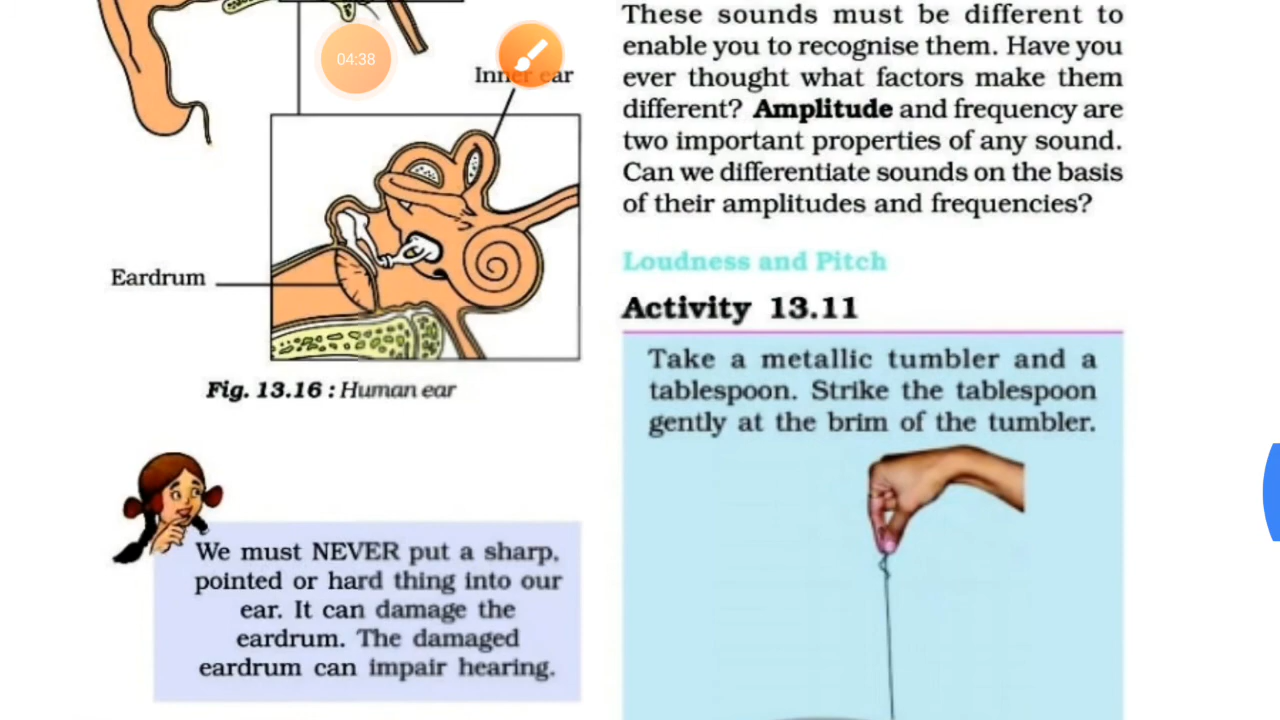 04:38
Inner ear
Eardrum
Fig. 13.16 : Human ear
We must NEVER put a sharp,
pointed or hard thing into our
ear. It can damage the
eardrum. The damaged
eardrum can impair hearing.
These sounds must be different to
enable you to recognise them. Have you
ever thought what factors make them
different? Amplitude and frequency are
two important properties of any sound.
Can we differentiate sounds on the basis
of their amplitudes and frequencies?
Loudness and Pitch
Activity 13.11
Take a metallic tumbler and a
tablespoon. Strike the tablespoon
gently at the brim of the tumbler.